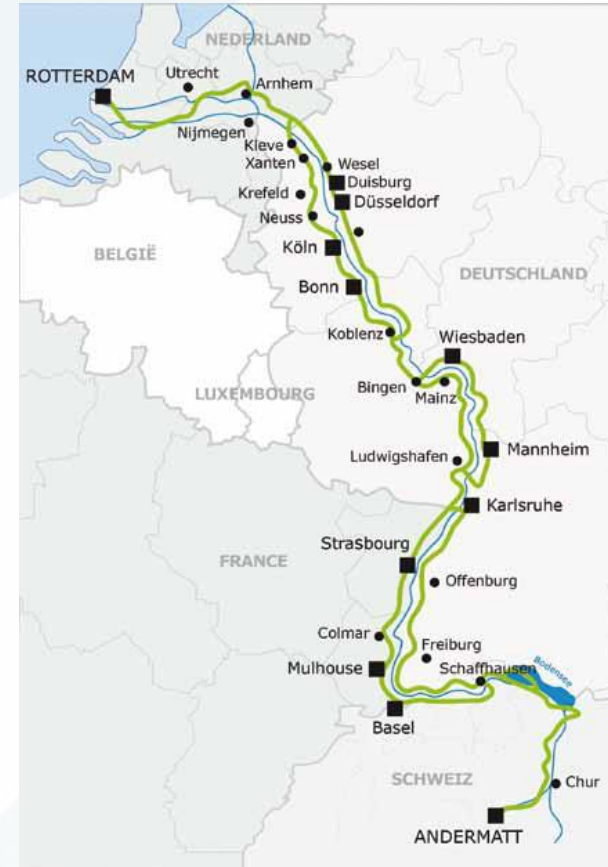 NEDERLAND
ROTTERDAM
Utrecht
Arnhem
Nijmegen
Kleve
Xanten
Wesel
Duisburg
Krefeld
Düsseldorf
Neuss
BELGIË
Köln
DEUTSCHLAND
Bonn
Koblenz
Wiesbaden
LUXEMBOURG
Bingen
Mainz
Ludwigshafen
Mannheim
Karlsruhe
Strasbourg
FRANCE
Offenburg
Colmar
Freiburg
Mulhouse
Schaffhausen
Bodensee
Basel
SCHWEIZ
Chur
ANDERMATT